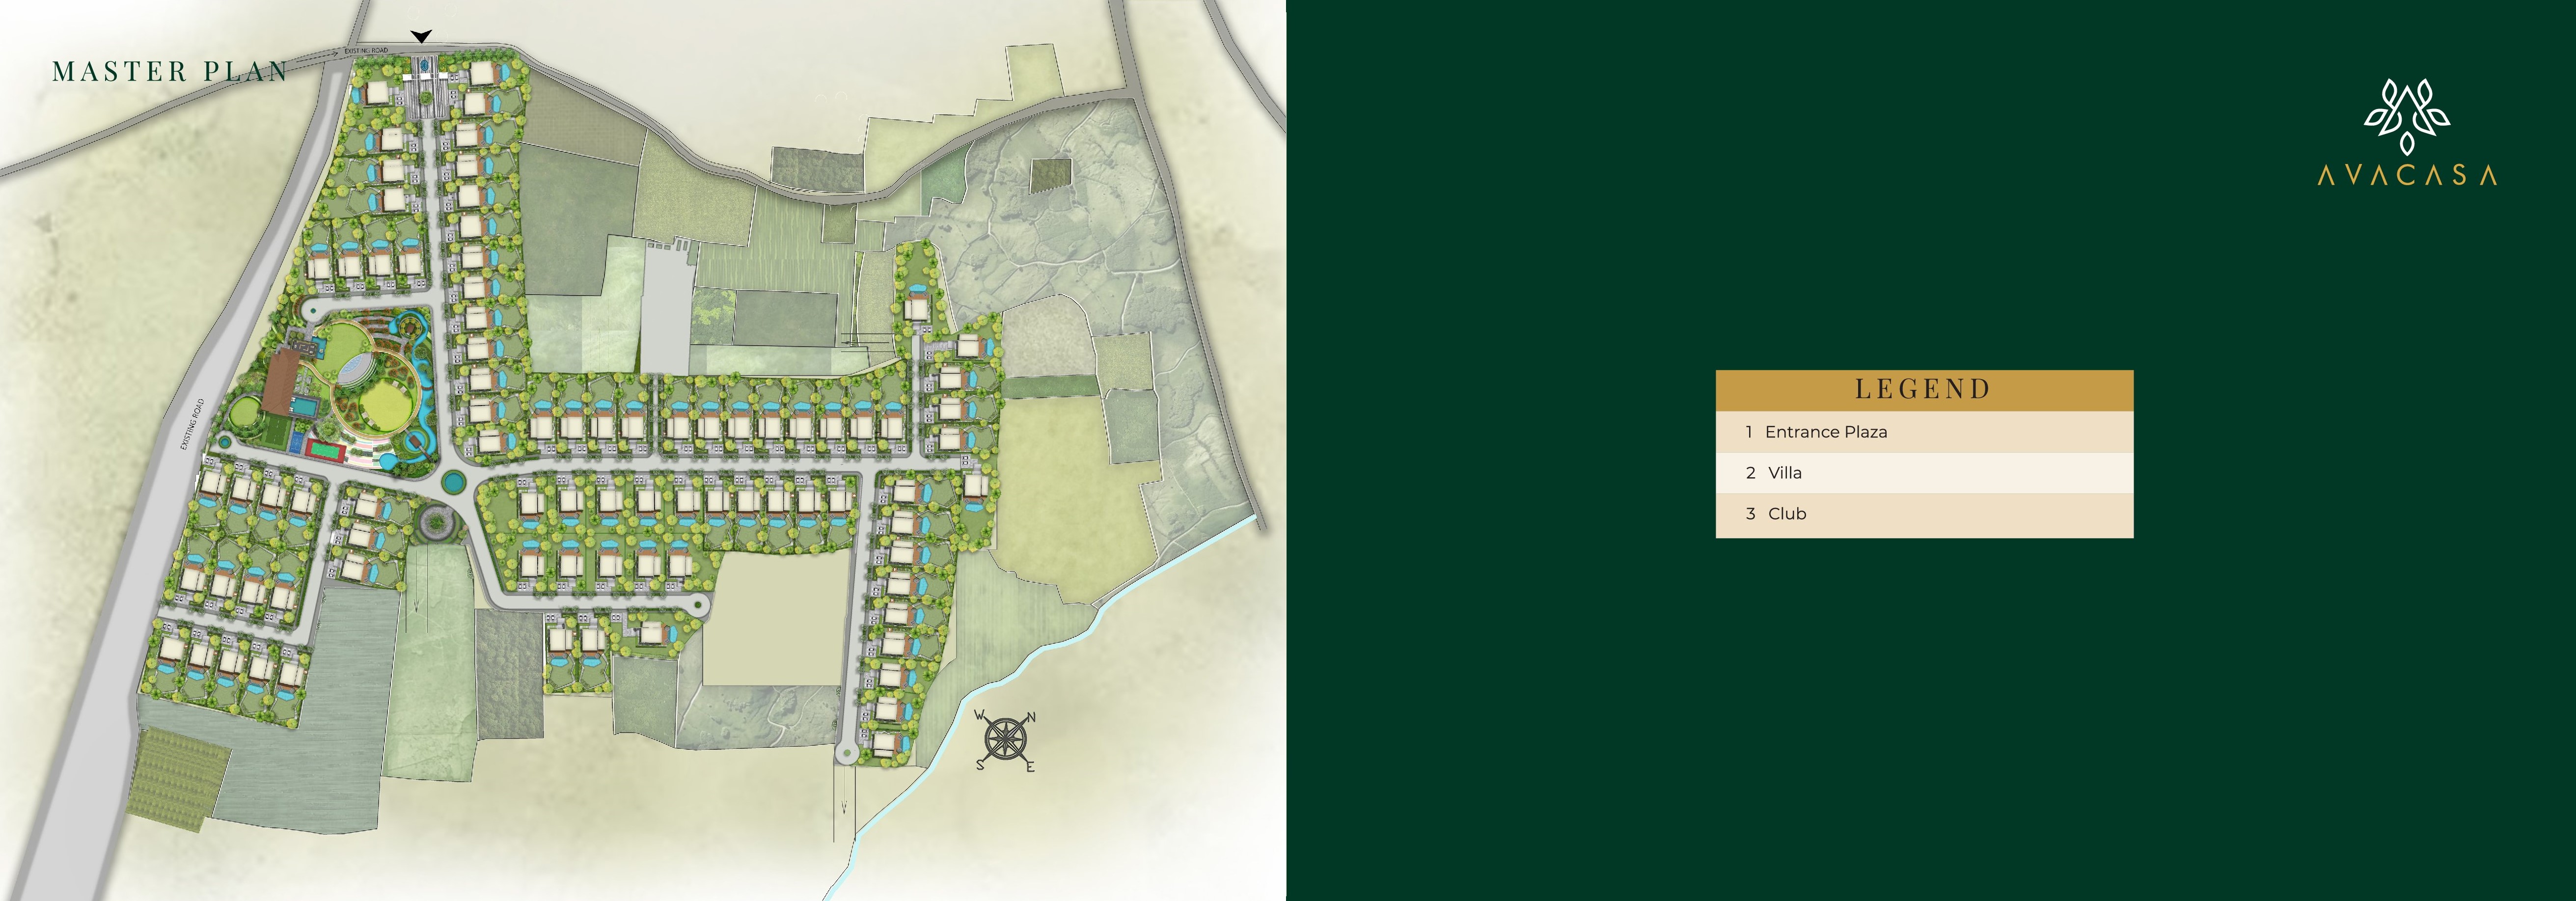 EXISTING ROAD
MASTER PLAN
EXISTING ROAD
W N
S E
AVACASA
LEGEND
1 Entrance Plaza
2 Villa
3 Club